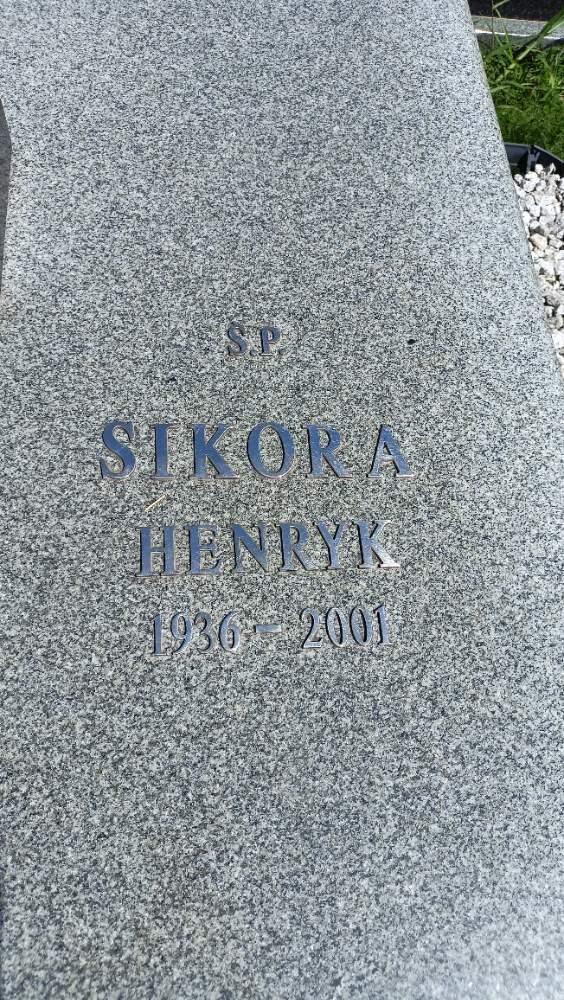 Ś.P.
SIKORA
HENRYK
1936 - 2001